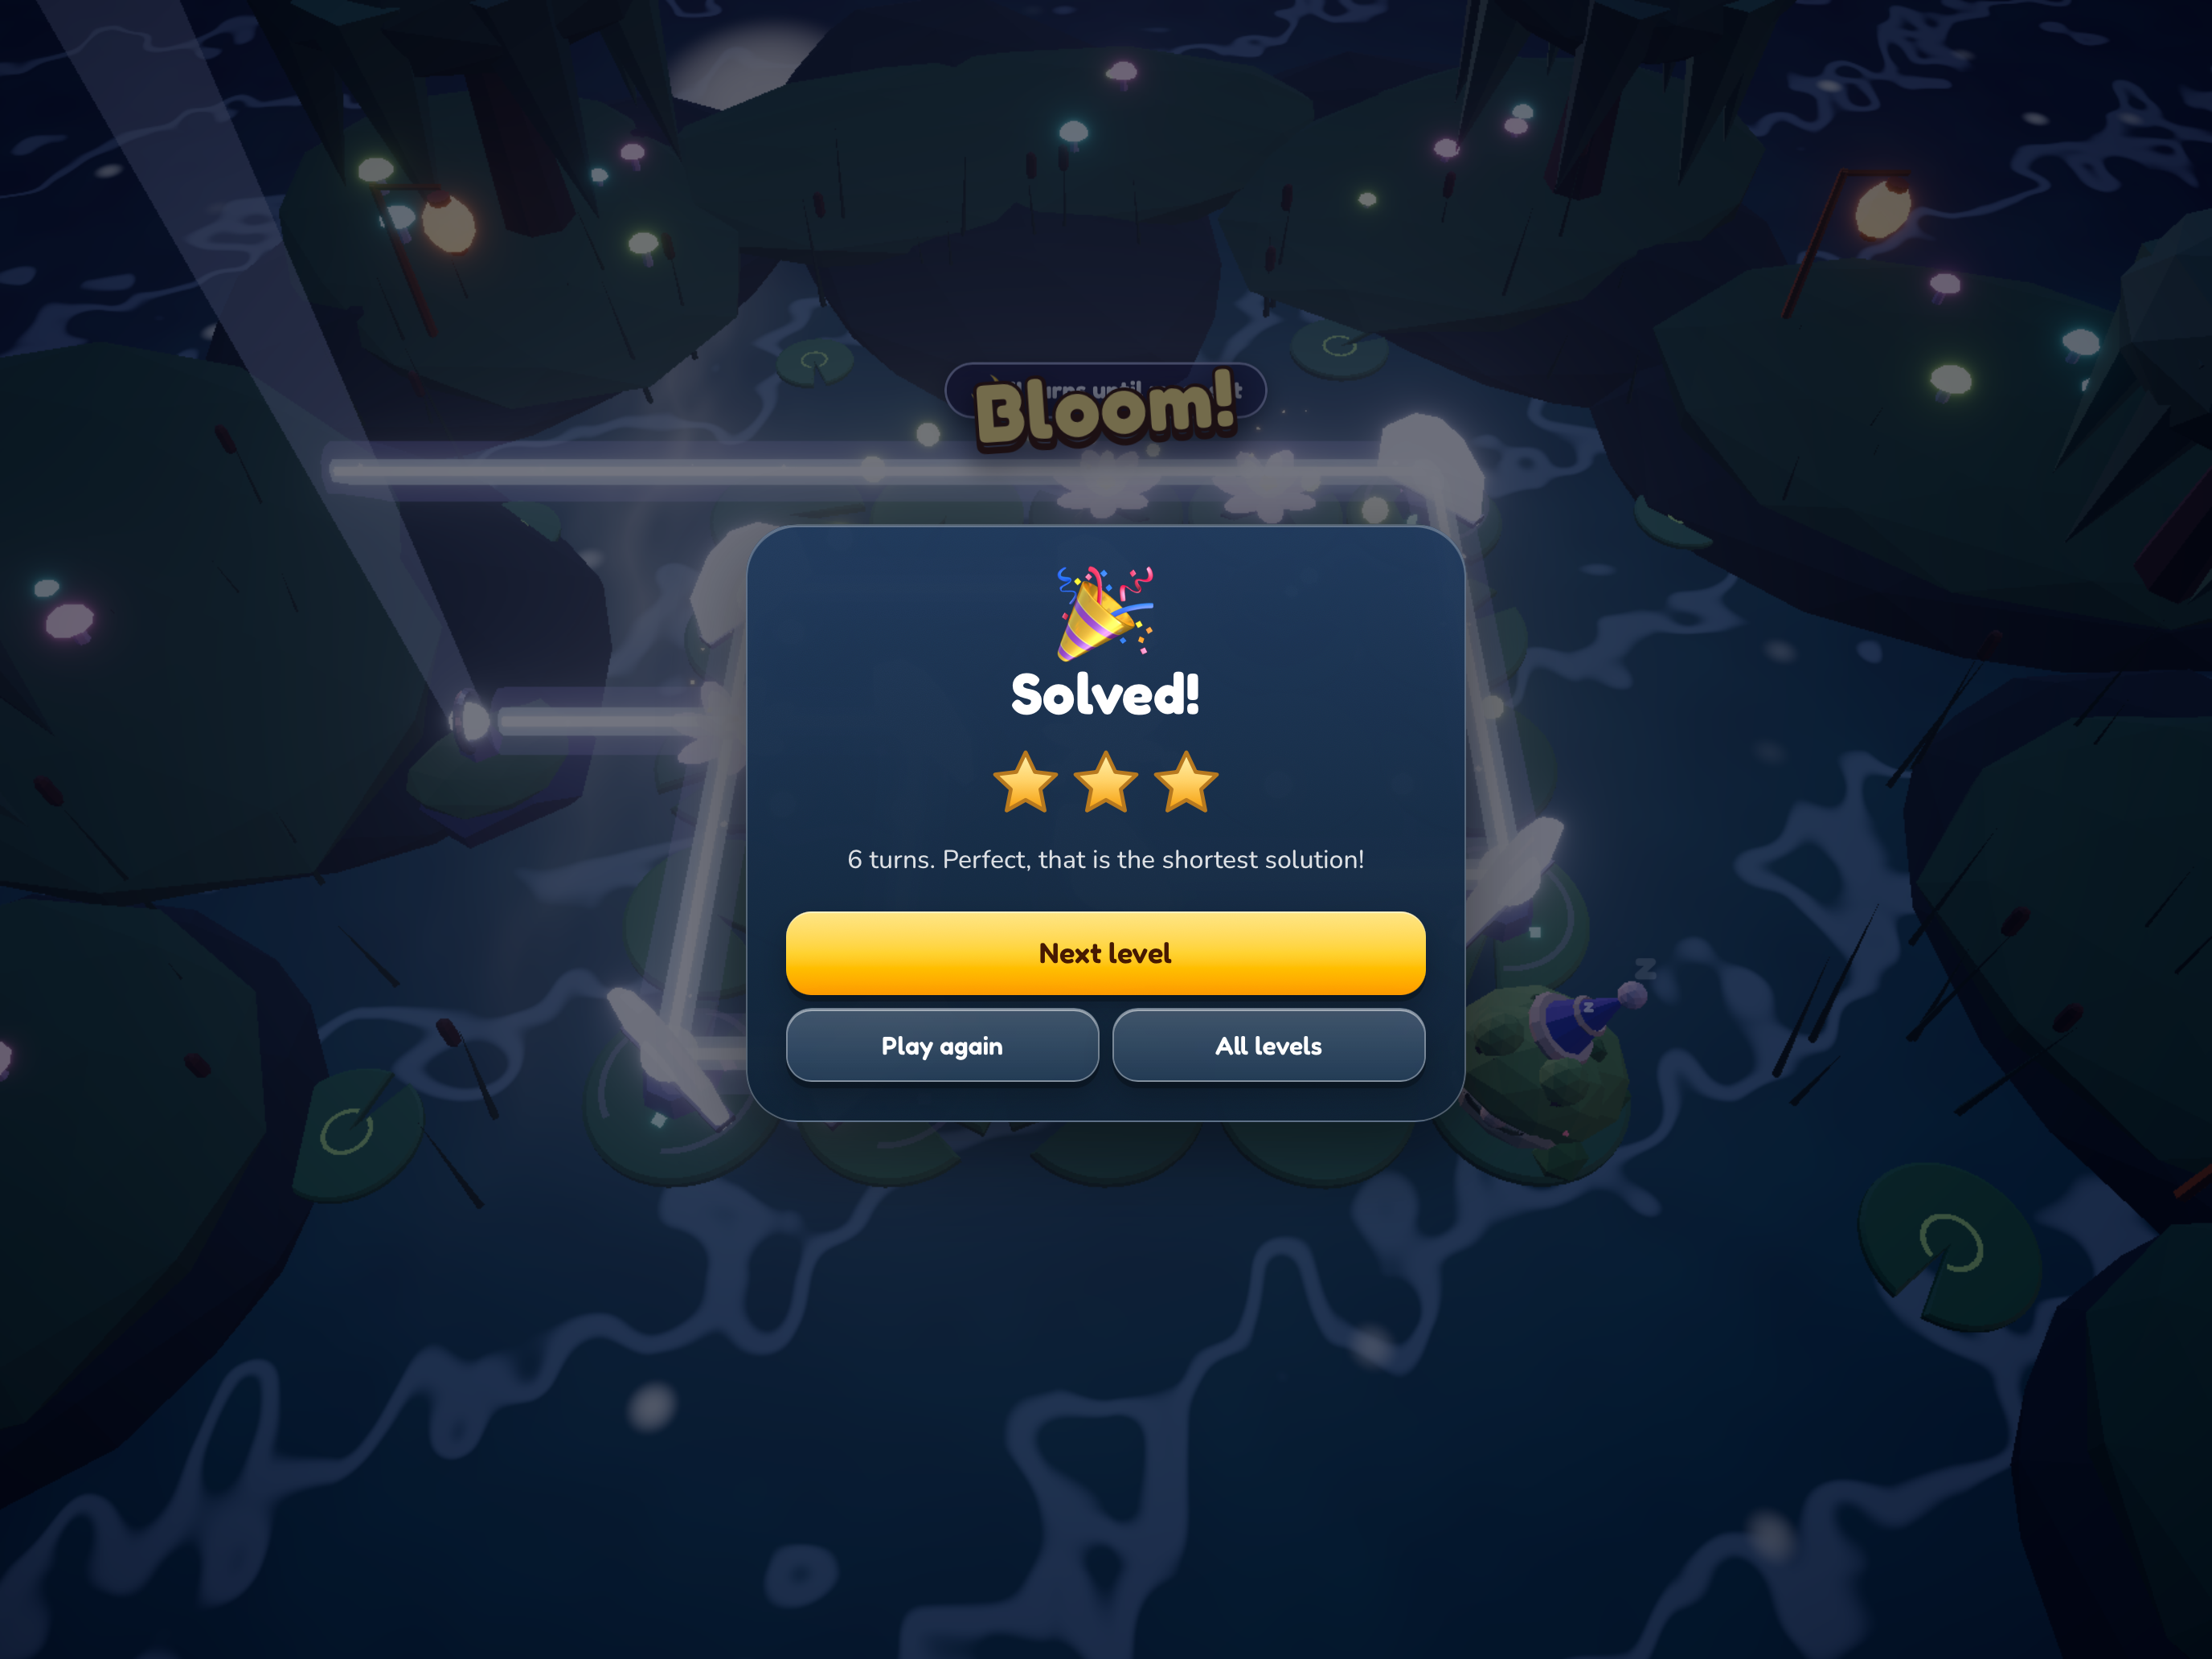 Bloom!
Solved!
6 turns. Perfect, that is the shortest solution!
Next level
Play again
All levels
Z
z